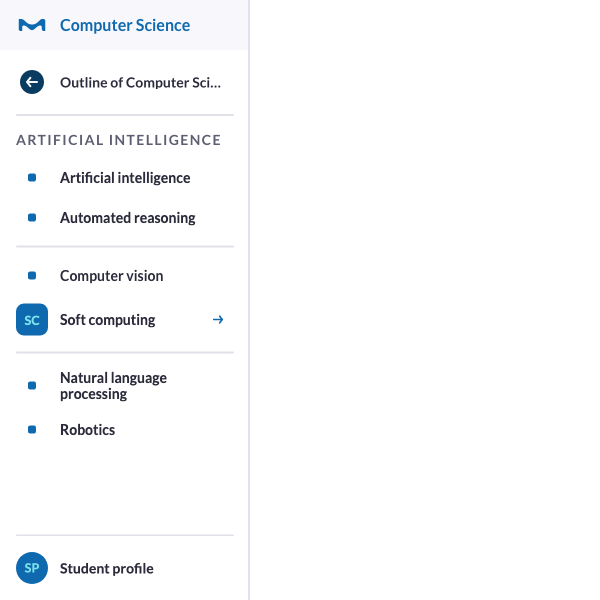 Computer Science
Outline of Computer Sci...
ARTIFICIAL INTELLIGENCE
Artificial intelligence
Automated reasoning
Computer vision
SC Soft computing
Natural language
processing
Robotics
SP Student profile